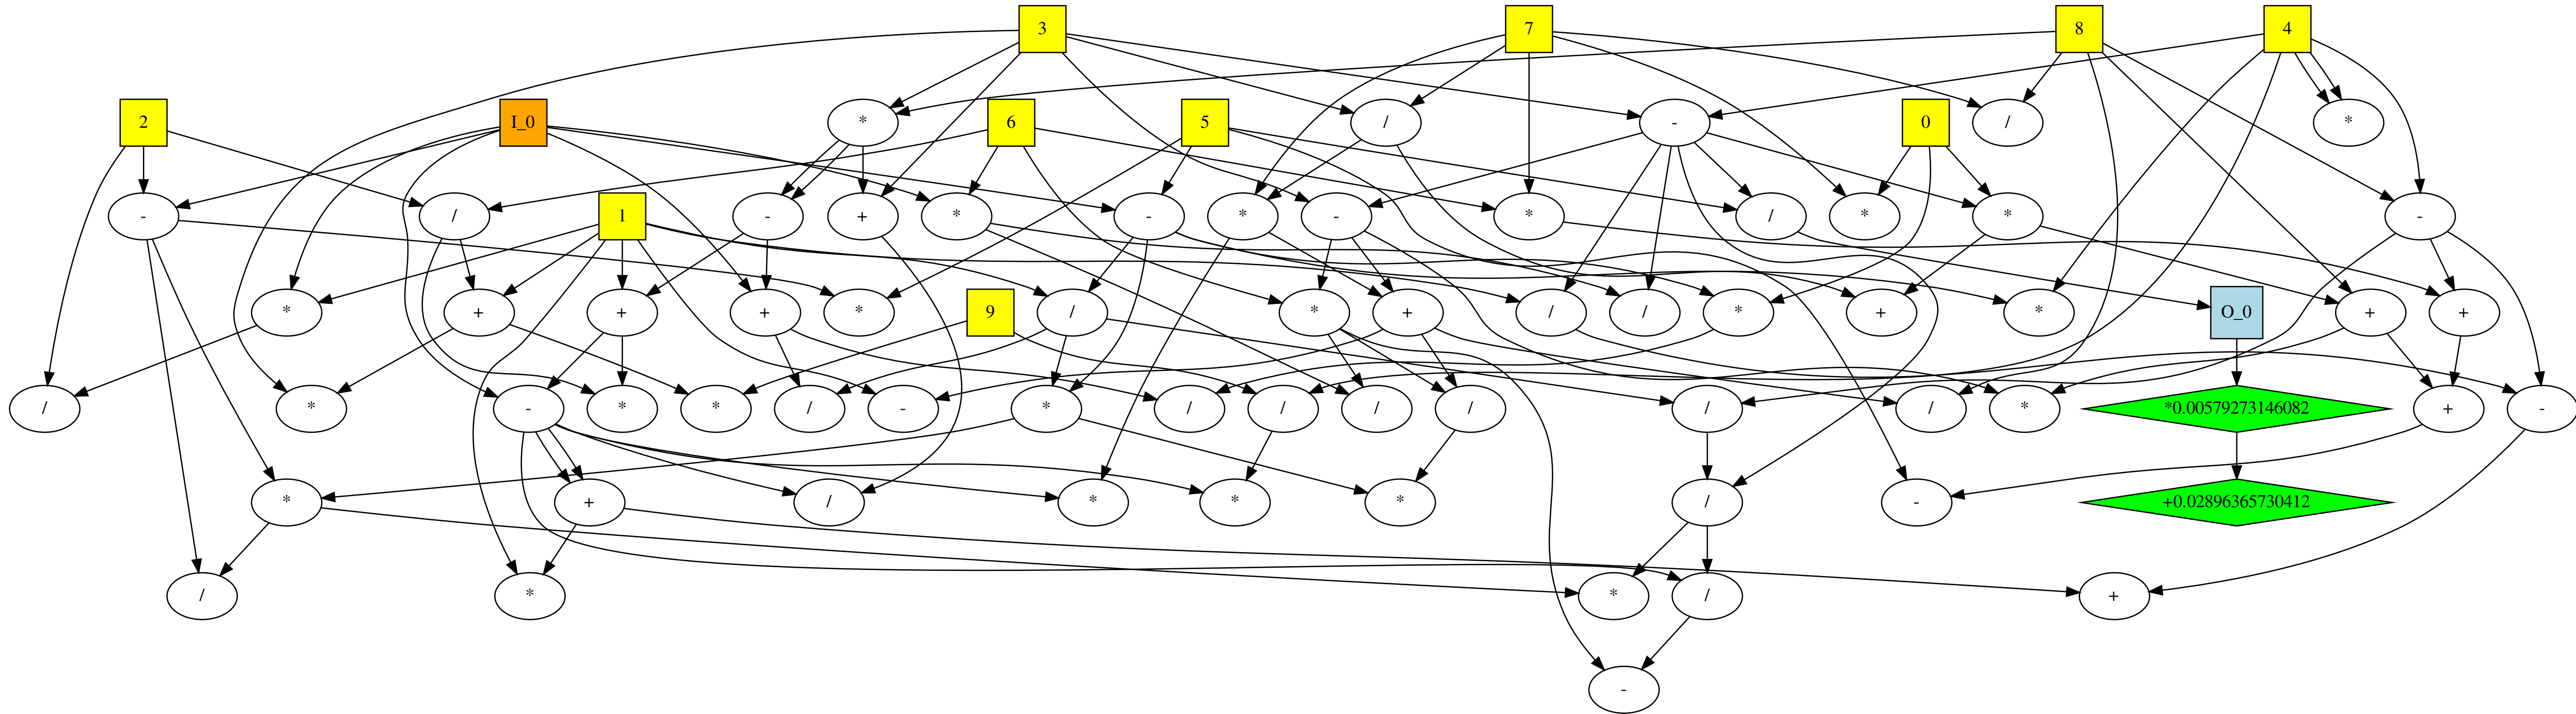 3 7 8 4
2 I_0 * 6 5 / - 0 / *
- / 1 - + * - * - * / * * -
* + + + * 9 / * + / / * + * O_0 + +
/ * - * * / - * / / / / / / * *0.00579273146082 + -
* + / * * * / - +0.02896365730412
/ * * / +
-